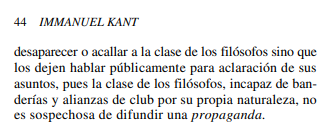 44 IMMANUEL KANT
desaparecer o acallar a la clase de los filósofos sino que
los dejen hablar públicamente para aclaración de sus
asuntos, pues la clase de los filósofos, incapaz de ban-
derías y alianzas de club por su propia naturaleza, no
es sospechosa de difundir una propaganda.